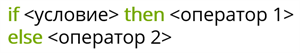 if <условие> then <оператор 1>
else <оператор 2>